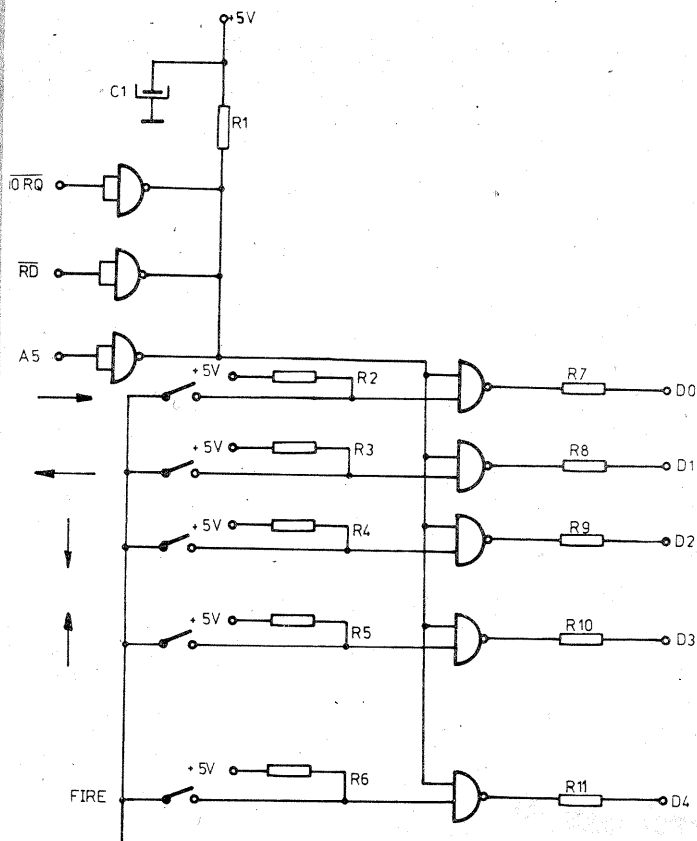 +5V
C1
R1
IORQ
RD
A5
+5V
R2
R7
D0
+5V
R3
R8
D1
+5V
R4
R9
D2
+5V
R5
R10
D3
+5V
R6
R11
D4
FIRE